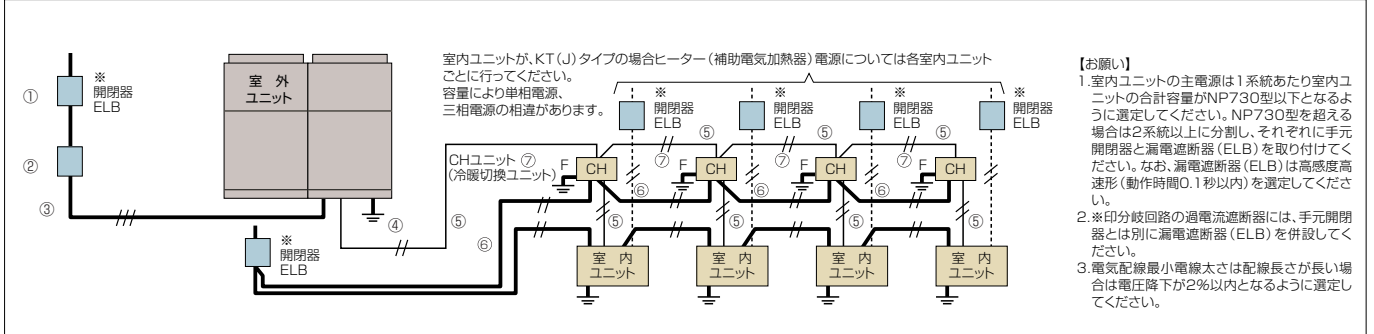 室内ユニットが、KT(J)タイプの場合ヒーター(補助電気加熱器)電源については各室内ユニット
ごとに行ってください。
容量により単相電源、
三相電源の相違があります。
①
※
開閉器
ELB
②
③
室 外
ユニット
④
※
開閉器
ELB
⑤
⑥
CHユニット ⑦
(冷暖切換ユニット)
※
開閉器
ELB
※
開閉器
ELB
※
開閉器
ELB
※
開閉器
ELB
⑤
⑤
⑤
⑦
⑦
⑦
F
CH
F
CH
F
CH
F
CH
⑥
⑥
⑥
⑤
⑤
⑤
⑤
室 内
ユニット
室 内
ユニット
室 内
ユニット
室 内
ユニット
【お願い】
1.室内ユニットの主電源は1系統あたり室内ユ
ニットの合計容量がNP730型以下となるよ
うに選定してください。NP730型を超える
場合は2系統以上に分割し、それぞれに手元
開閉器と漏電遮断器(ELB)を取り付けてく
ださい。なお、漏電遮断器(ELB)は高感度高
速形(動作時間0.1秒以内)を選定してくださ
い。
2.※印分岐回路の過電流遮断器には、手元開閉
器とは別に漏電遮断器(ELB)を併設してく
ださい。
3.電気配線最小電線太さは配線長さが長い場
合は電圧降下が2%以内となるように選定し
てください。